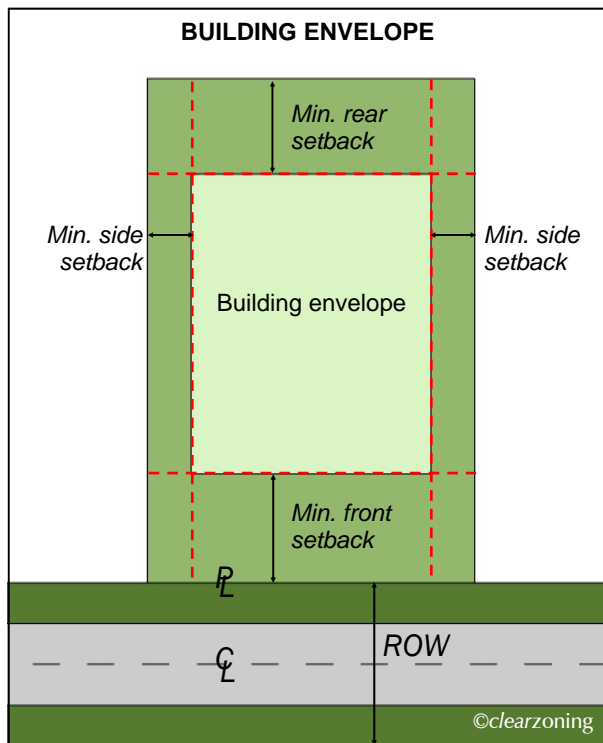 BUILDING ENVELOPE
Min. rear
setback
Min. side
setback
Min. side
setback
Building envelope
Min. front
setback
PL
CL
ROW
©clearzoning